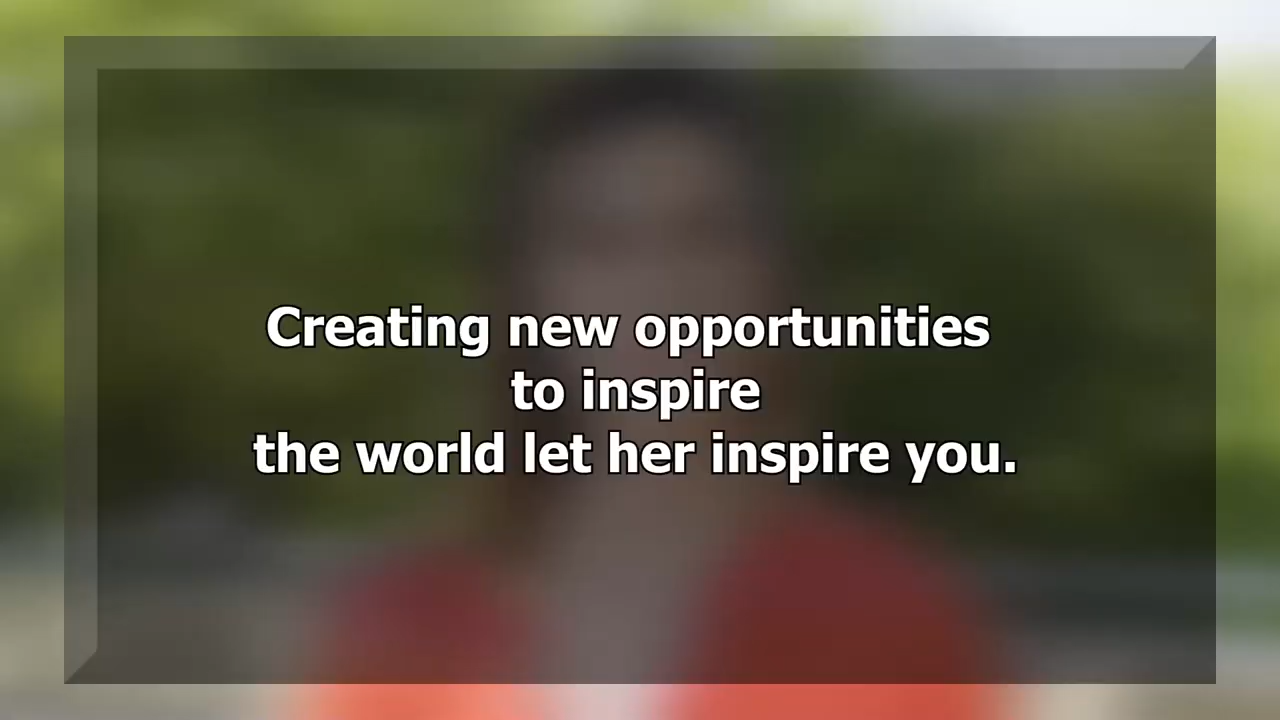 Creating new opportunities
to inspire
the world let her inspire you.